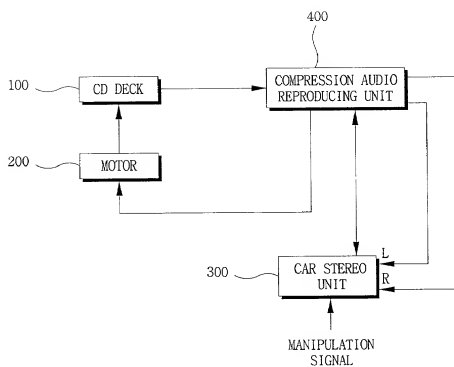 400
100
CD DECK
COMPRESSION AUDIO
REPRODUCING UNIT
200
MOTOR
300
CAR STEREO
UNIT
L
R
MANIPULATION
SIGNAL